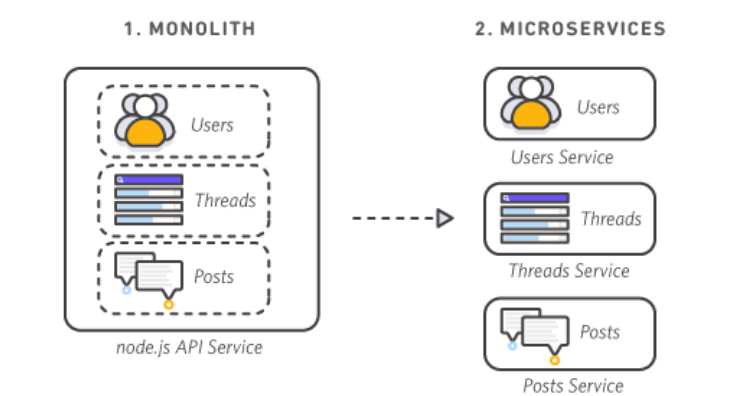 1. MONOLITH
Users
Threads
Posts
node.js API Service
2. MICROSERVICES
Users
Users Service
Threads
Threads Service
Posts
Posts Service